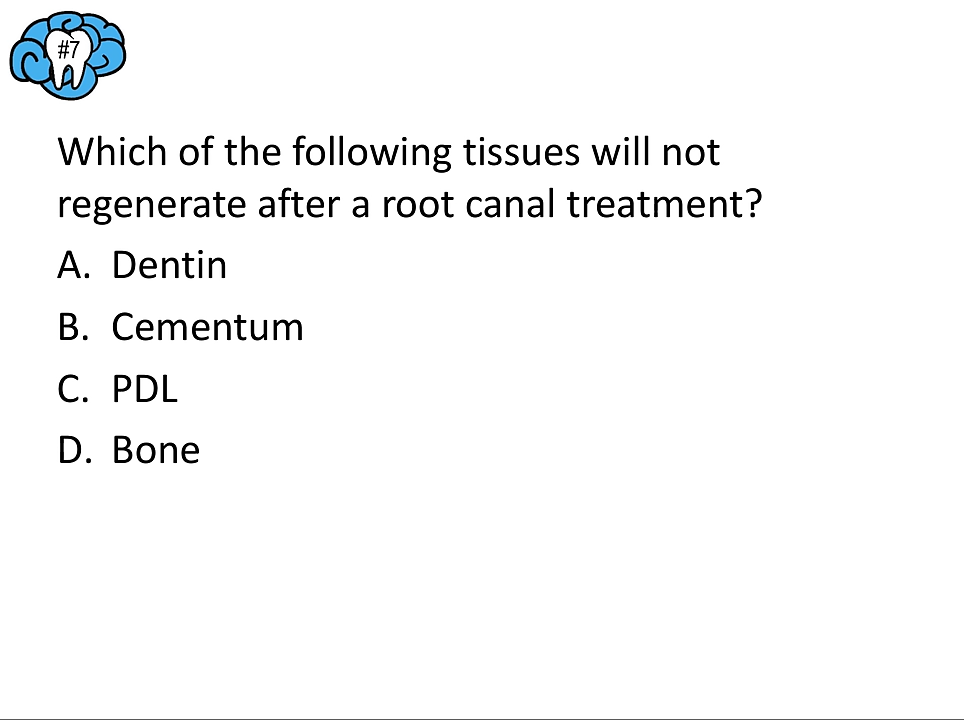 #7
Which of the following tissues will not
regenerate after a root canal treatment?
A. Dentin
B. Cementum
C. PDL
D. Bone